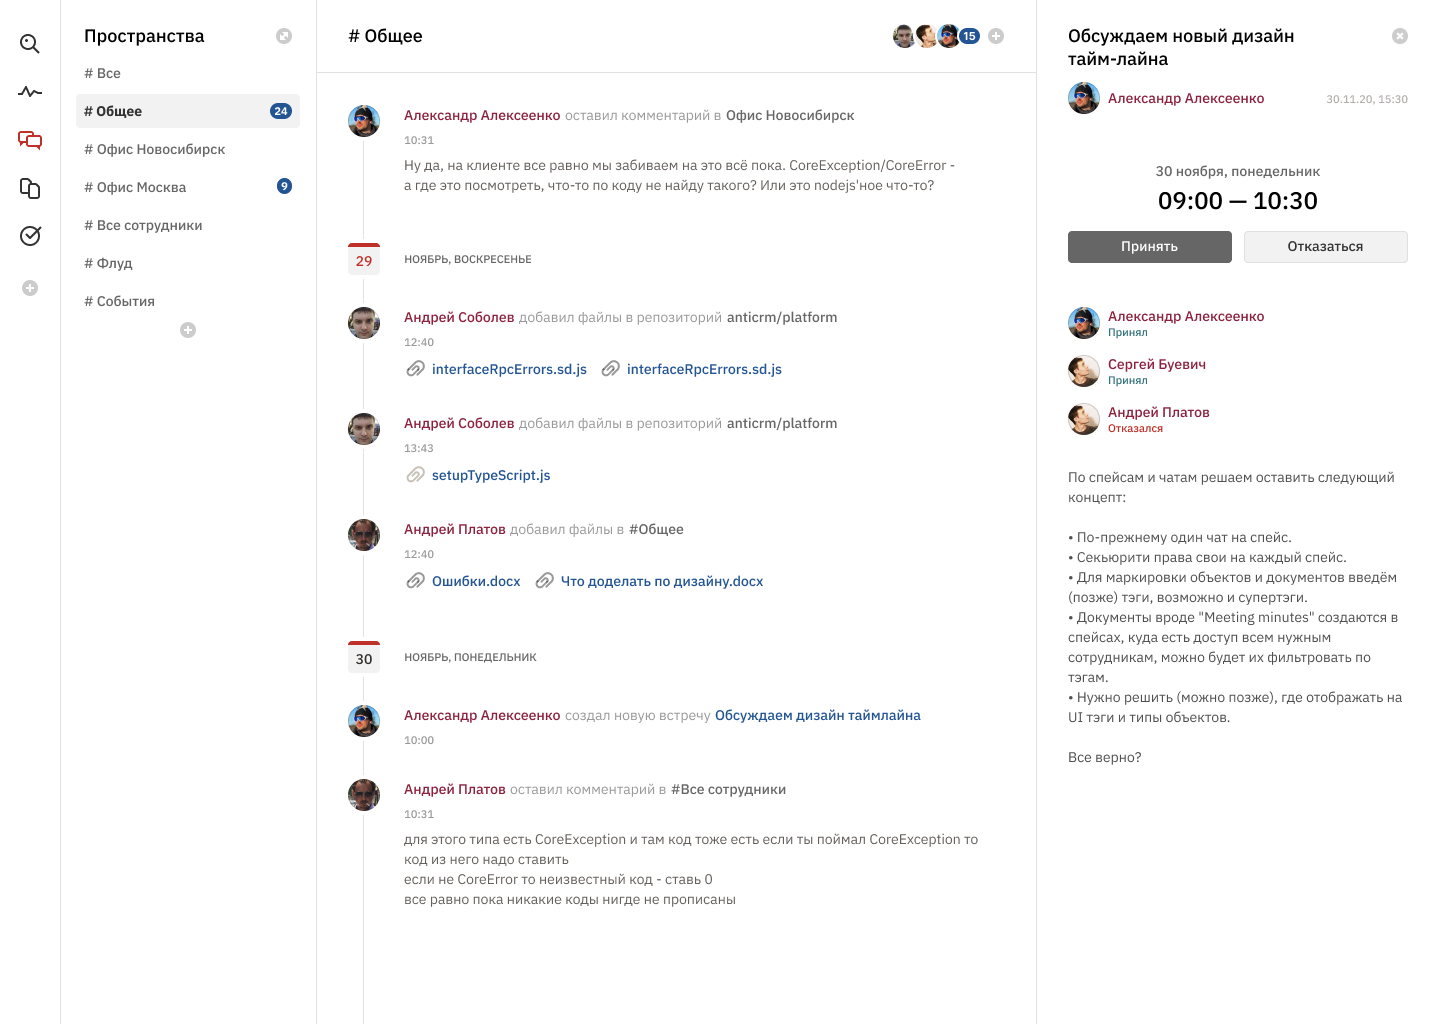 Пространства
# Все
# Общее
24
# Офис Новосибирск
# Офис Москва
9
# Все сотрудники
# Флуд
# События
# Общее
15
Александр Алексеенко оставил комментарий в Офис Новосибирск
10:31
Ну да, на клиенте все равно мы забиваем на это всё пока. CoreException/CoreError -
а где это посмотреть, что-то по коду не найду такого? Или это nodejs'ное что-то?
29
НОЯБРЬ, ВОСКРЕСЕНЬЕ
Андрей Соболев добавил файлы в репозиторий anticrm/platform
12:40
interfaceRpcErrors.sd.js interfaceRpcErrors.sd.js
Андрей Соболев добавил файлы в репозиторий anticrm/platform
13:43
setupTypeScript.js
Андрей Платов добавил файлы в #Общее
12:40
Ошибки.docx Что доделать по дизайну.docx
30
НОЯБРЬ, ПОНЕДЕЛЬНИК
Александр Алексеенко создал новую встречу Обсуждаем дизайн таймлайна
10:00
Андрей Платов оставил комментарий в #Все сотрудники
10:31
для этого типа есть CoreException и там код тоже есть если ты поймал CoreException то
код из него надо ставить
если не CoreError то неизвестный код - ставь 0
все равно пока никакие коды нигде не прописаны
Обсуждаем новый дизайн
тайм-лайна
Александр Алексеенко
30.11.20, 15:30
30 ноября, понедельник
09:00 — 10:30
Принять
Отказаться
Александр Алексеенко
Принял
Сергей Буевич
Принял
Андрей Платов
Отказался
По спейсам и чатам решаем оставить следующий
концепт:
• По-прежнему один чат на спейс.
• Секьюрити права свои на каждый спейс.
• Для маркировки объектов и документов введём
(позже) тэги, возможно и супертэги.
• Документы вроде "Meeting minutes" создаются в
спейсах, куда есть доступ всем нужным
сотрудникам, можно будет их фильтровать по
тэгам.
• Нужно решить (можно позже), где отображать на
UI тэги и типы объектов.
Все верно?